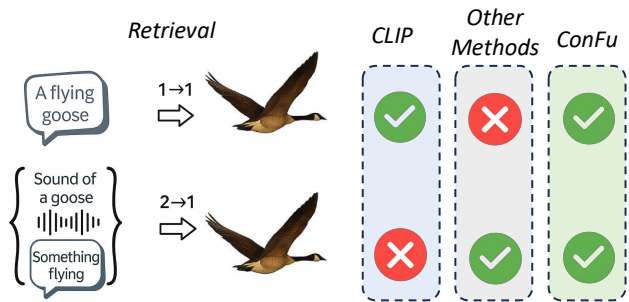 Retrieval
CLIP
Other
Methods
ConFu
A flying
goose
1→1
Sound of
a goose
Something
flying
2→1